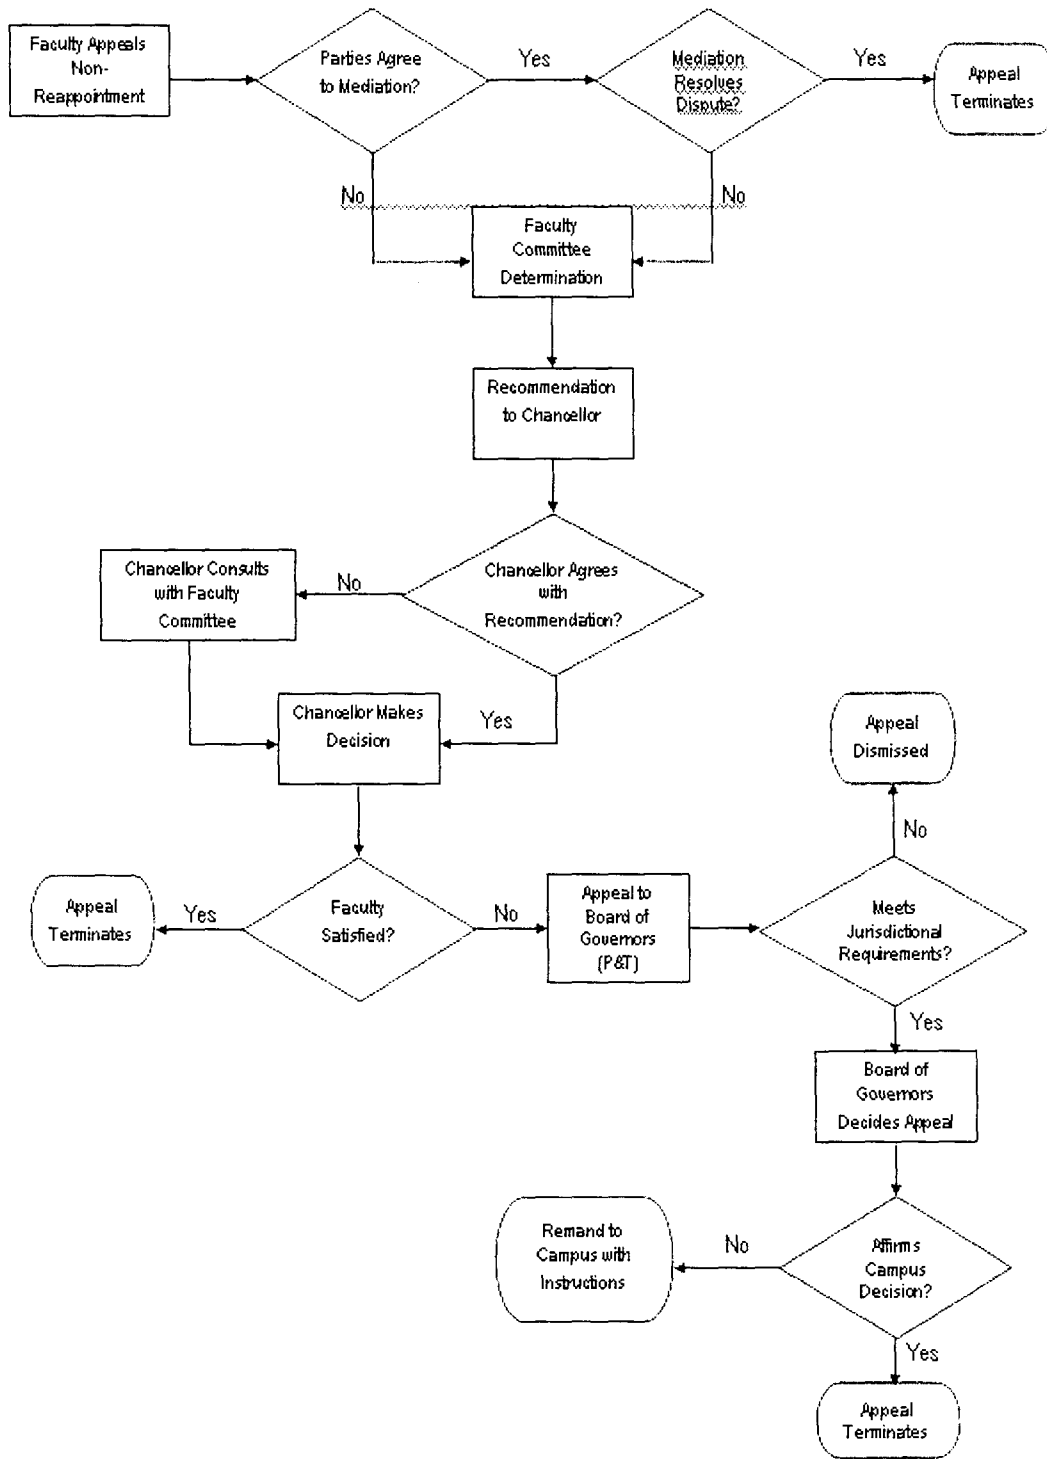 Faculty Appeals
Non-
Reappointment
Parties Agree
to Mediation?
Yes
Mediation
Resolves
Dispute?
Yes
Appeal
Terminates
No
No
Faculty
Committee
Determination
Recommendation
to Chancellor
Chancellor Agrees
with
Recommendation?
No
Chancellor Consults
with Faculty
Committee
Yes
Chancellor Makes
Decision
Appeal
Dismissed
No
Faculty
Satisfied?
Yes
Appeal
Terminates
No
Appeal to
Board of
Governors
(P&T)
Meets
Jurisdictional
Requirements?
Yes
Board of
Governors
Decides Appeal
Affirms
Campus
Decision?
No
Remand to
Campus with
Instructions
Yes
Appeal
Terminates